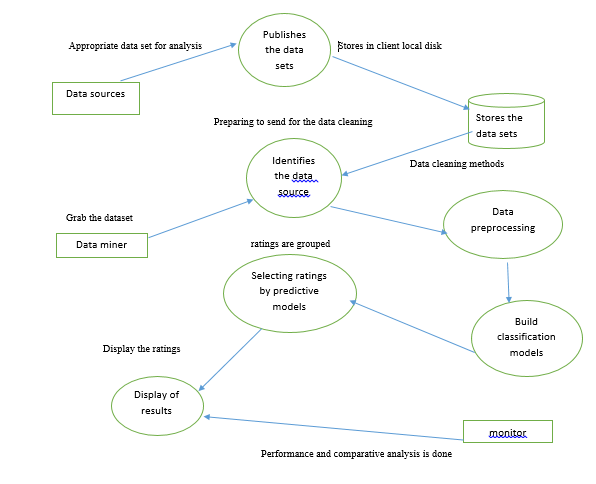 Publishes
the data
sets
Appropriate data set for analysis
Stores in client local disk
Data sources
Stores the
data sets
Preparing to send for the data cleaning
Data cleaning methods
Identifies
the data
source
Grab the dataset
Data miner
Data
preprocessing
ratings are grouped
Selecting ratings
by predictive
models
Build
classification
models
Display the ratings
Display of
results
monitor
Performance and comparative analysis is done